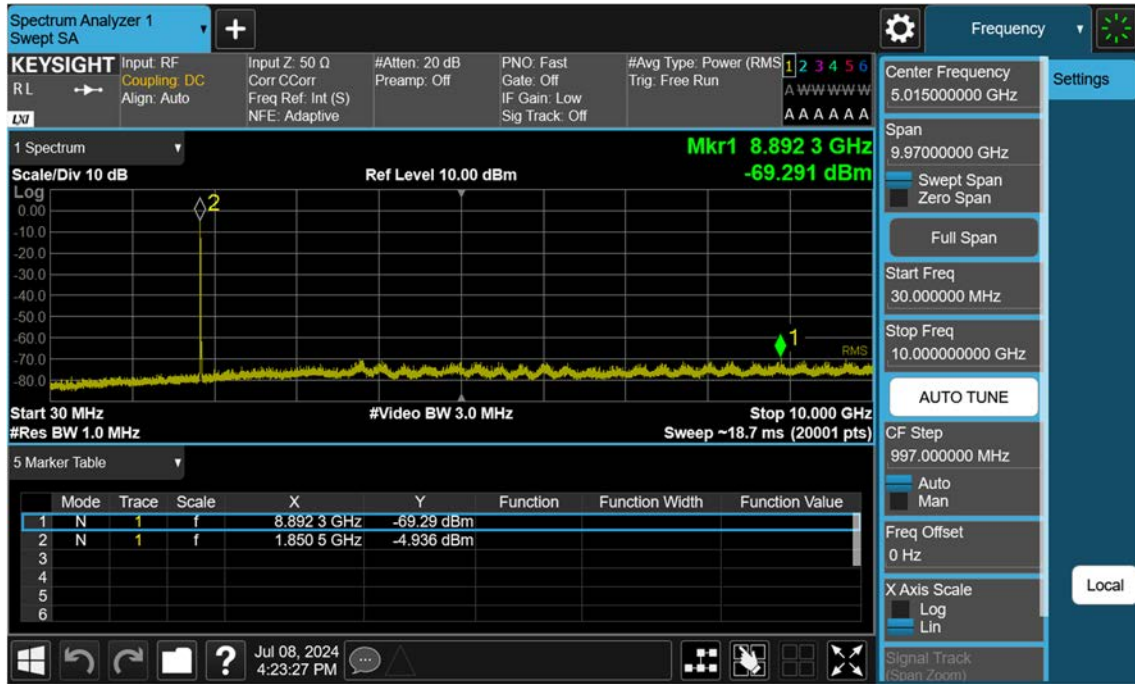 Spectrum Analyzer 1
Swept SA
+
Frequency
KEYSIGHT
RL
LXI
Input: RF
Coupling: DC
Align: Auto
Input Z: 50 Ω
Corr CCorr
Freq Ref: Int (S)
NFE: Adaptive
#Atten: 20 dB
Preamp: Off
PNO: Fast
Gate: Off
IF Gain: Low
Sig Track: Off
#Avg Type: Power (RMS
Trig: Free Run
1 2 3 4 5 6
A W W W W W
A A A A A A
1 Spectrum
Scale/Div 10 dB
Ref Level 10.00 dBm
Mkr1 8.892 3 GHz
-69.291 dBm
Log
0.00
-10.0
-20.0
-30.0
-40.0
-50.0
-60.0
-70.0
-80.0
2
1
RMS
Start 30 MHz
#Video BW 3.0 MHz
Stop 10.000 GHz
#Res BW 1.0 MHz
Sweep ~18.7 ms (20001 pts)
5 Marker Table
Mode Trace Scale X Y Function Function Width Function Value
1 N 1 f 8.892 3 GHz -69.29 dBm
2 N 1 f 1.850 5 GHz -4.936 dBm
3
4
5
6
Center Frequency
5.015000000 GHz
Settings
Span
9.97000000 GHz
Swept Span
Zero Span
Full Span
Start Freq
30.000000 MHz
Stop Freq
10.000000000 GHz
AUTO TUNE
CF Step
997.000000 MHz
Auto
Man
Freq Offset
0 Hz
X Axis Scale
Log
Lin
Local
Signal Track
(Span Zoom)
?
Jul 08, 2024
4:23:27 PM